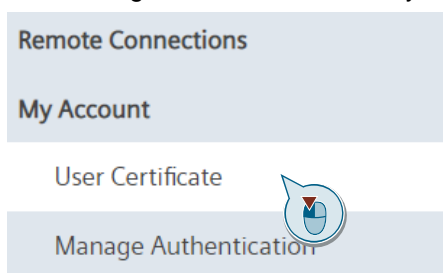 Remote Connections
My Account
User Certificate
Manage Authentication